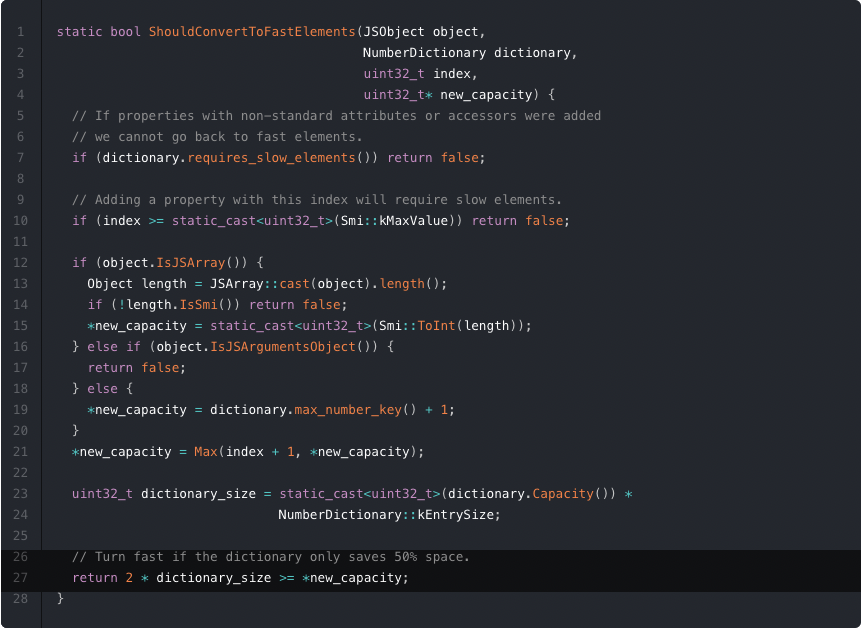 1 static bool ShouldConvertToFastElements(JSObject object,
2 NumberDictionary dictionary,
3 uint32_t index,
4 uint32_t* new_capacity) {
5 // If properties with non-standard attributes or accessors were added
6 // we cannot go back to fast elements.
7 if (dictionary.requires_slow_elements()) return false;
8
9 // Adding a property with this index will require slow elements.
10 if (index >= static_cast<uint32_t>(Smi::kMaxValue)) return false;
11
12 if (object.IsJSArray()) {
13 Object length = JSArray::cast(object).length();
14 if (!length.IsSmi()) return false;
15 *new_capacity = static_cast<uint32_t>(Smi::ToInt(length));
16 } else if (object.IsJSArgumentsObject()) {
17 return false;
18 } else {
19 *new_capacity = dictionary.max_number_key() + 1;
20 }
21 *new_capacity = Max(index + 1, *new_capacity);
22
23 uint32_t dictionary_size = static_cast<uint32_t>(dictionary.Capacity()) *
24 NumberDictionary::kEntrySize;
25
26 // Turn fast if the dictionary only saves 50% space.
27 return 2 * dictionary_size >= *new_capacity;
28 }